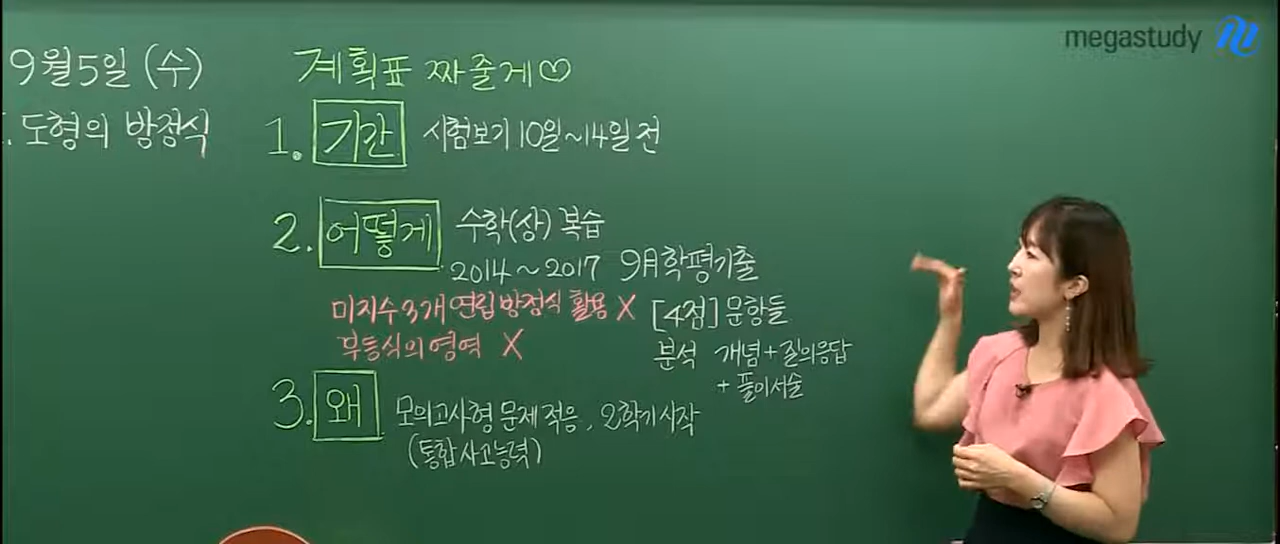 megastudy
9월 5일 (수)
도형의 방정식
계획표 짜줄게♡
1. 기간 시험보기 10일~14일 전
2. 어떻게 수학(상) 복습
2014 ~ 2017 9月학평기출
미지수 3개 연립방정식 활용 X [4점] 문항들
부등식의 영역 X 분석 개념 + 질의응답
+ 풀이서술
3. 왜 모의고사형 문제 적응, 2학기 시작
(통합사고능력)